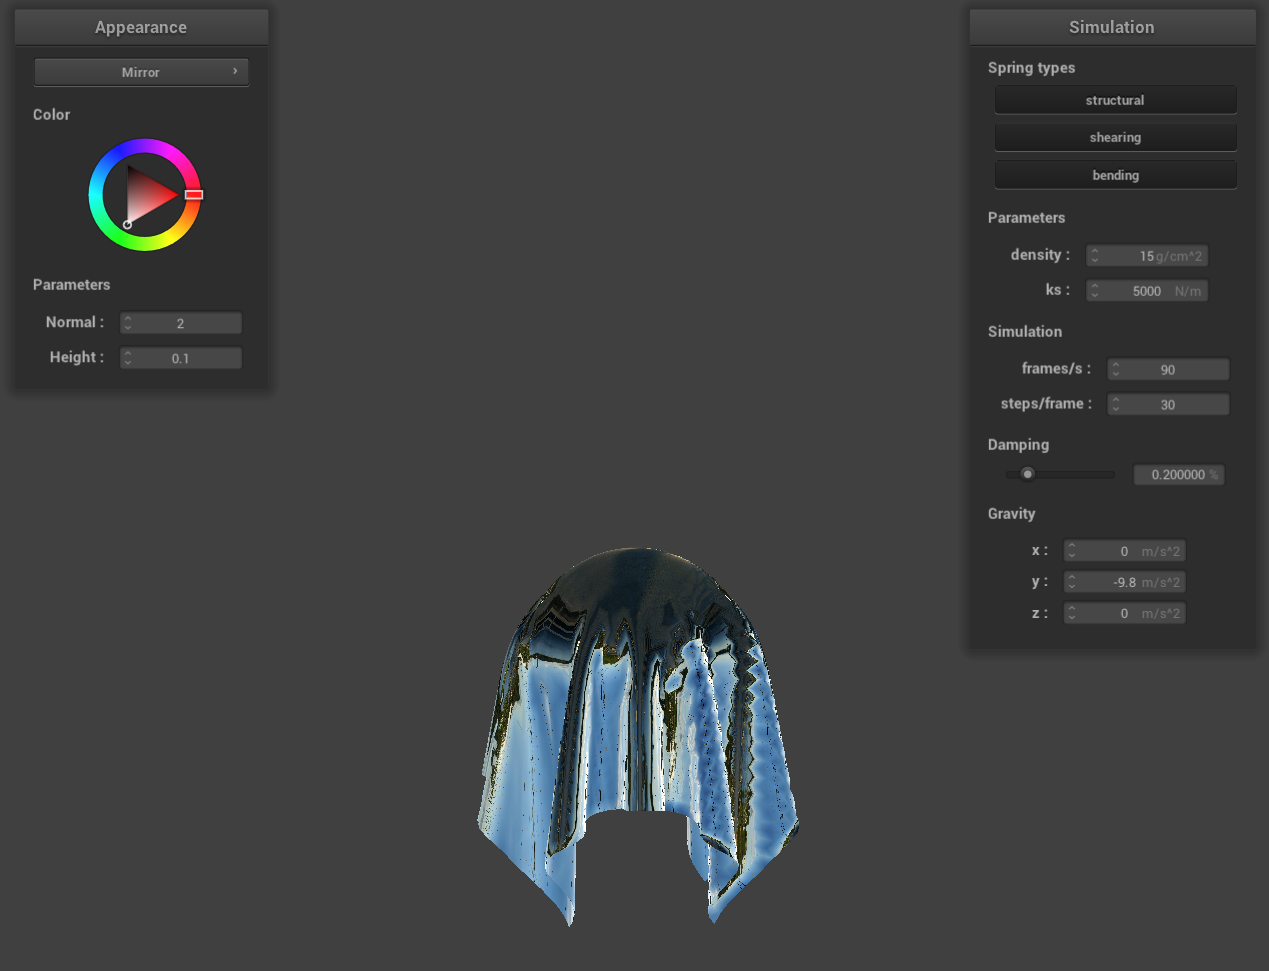 Appearance
Mirror
Color
Parameters
Normal : 2
Height : 0.1
Simulation
Spring types
structural
shearing
bending
Parameters
density : 15 g/cm^2
ks : 5000 N/m
Simulation
frames/s : 90
steps/frame : 30
Damping
0.200000 %
Gravity
x : 0 m/s^2
y : -9.8 m/s^2
z : 0 m/s^2